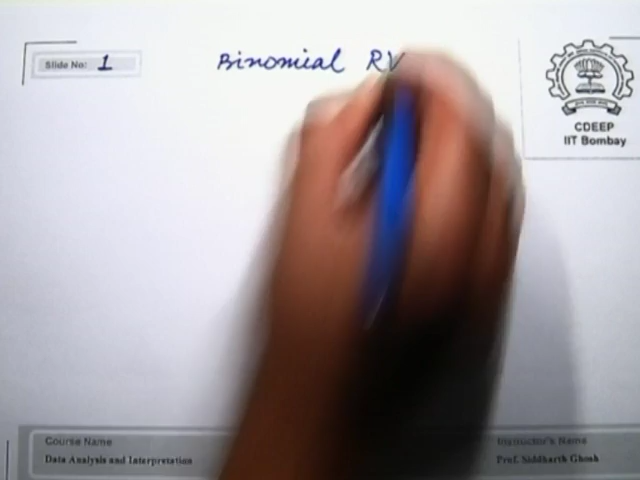 Slide No: 1
Binomial RV
CDEEP
IIT Bombay
Course Name
Data Analysis and Interpretation
Instructor's Name
Prof. Siddharth Ghosh